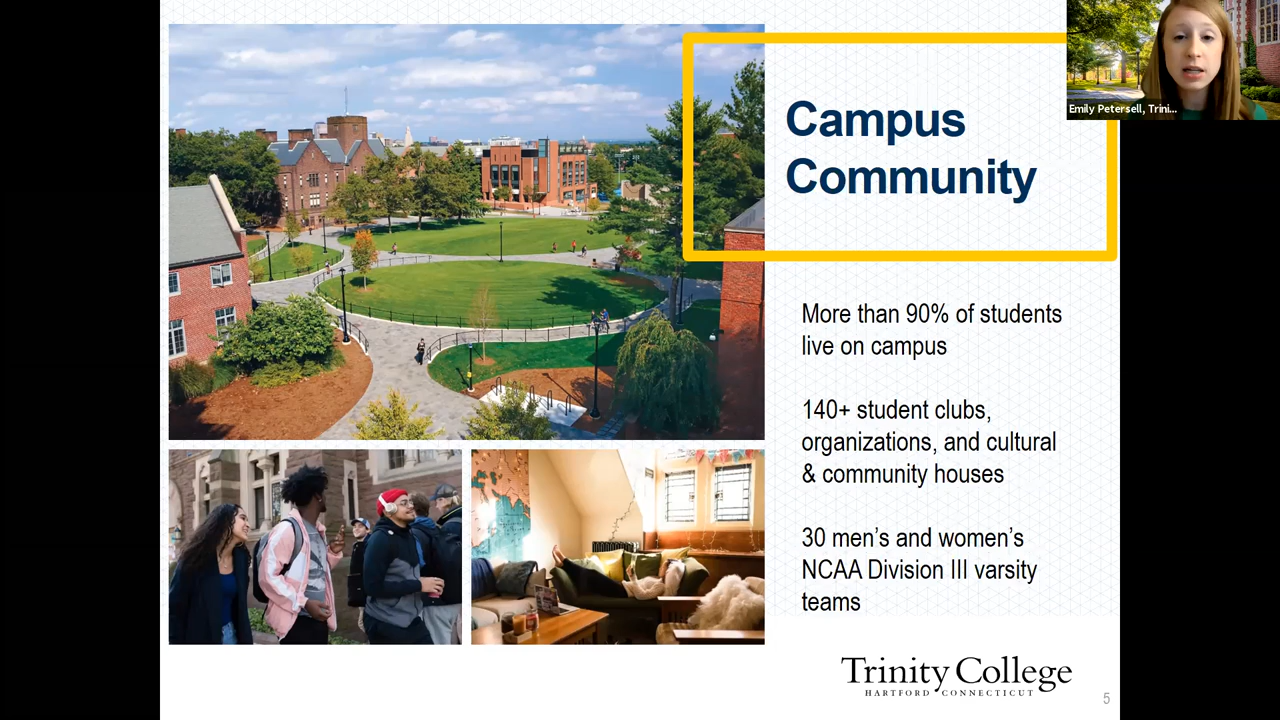 Emily Petersell, Trini...
Campus
Community
More than 90% of students
live on campus
140+ student clubs,
organizations, and cultural
& community houses
30 men's and women's
NCAA Division III varsity
teams
Trinity College
HARTFORD CONNECTICUT
5